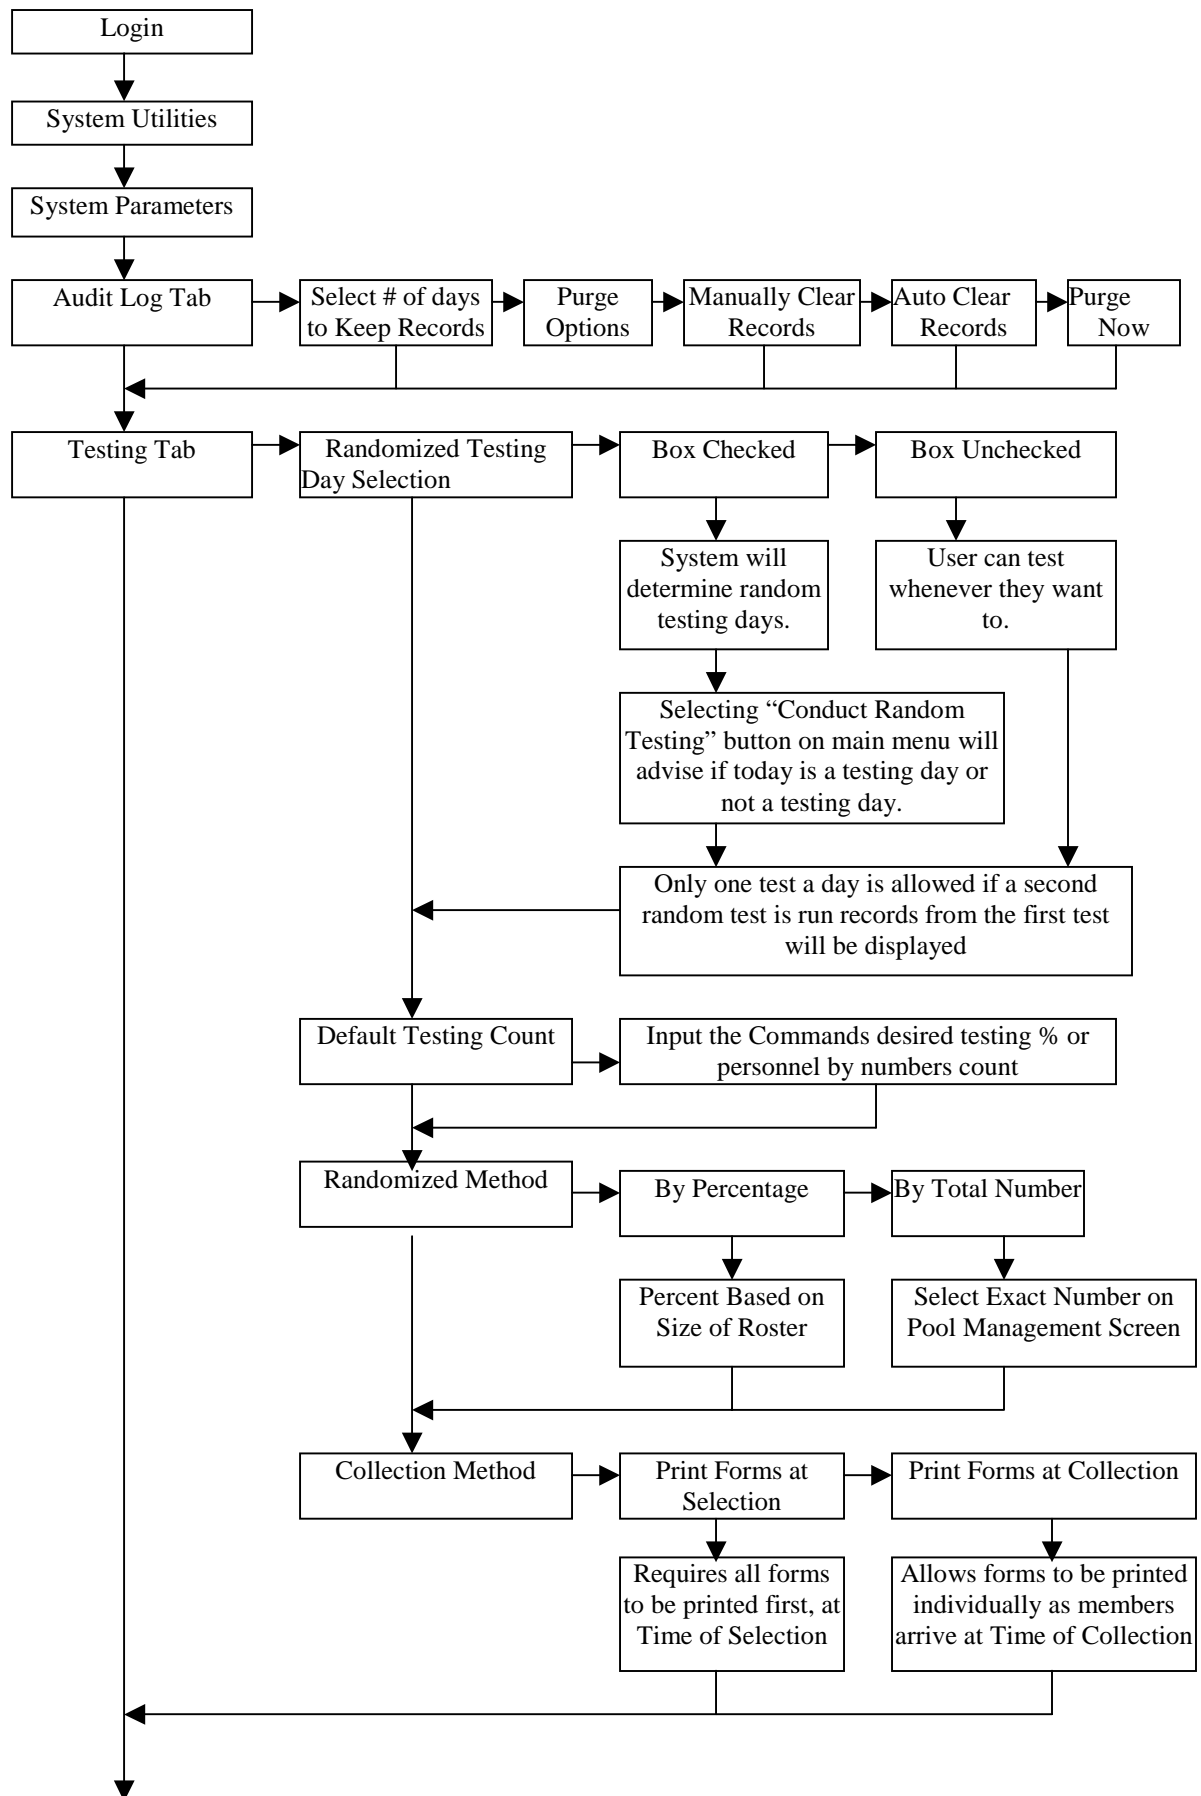 Login
System Utilities
System Parameters
Audit Log Tab
Select # of days
to Keep Records
Purge
Options
Manually Clear
Records
Auto Clear
Records
Purge
Now
Testing Tab
Randomized Testing
Day Selection
Box Checked
Box Unchecked
System will
determine random
testing days.
User can test
whenever they want
to.
Selecting “Conduct Random
Testing” button on main menu will
advise if today is a testing day or
not a testing day.
Only one test a day is allowed if a second
random test is run records from the first test
will be displayed
Default Testing Count
Input the Commands desired testing % or
personnel by numbers count
Randomized Method
By Percentage
By Total Number
Percent Based on
Size of Roster
Select Exact Number on
Pool Management Screen
Collection Method
Print Forms at
Selection
Print Forms at Collection
Requires all forms
to be printed first, at
Time of Selection
Allows forms to be printed
individually as members
arrive at Time of Collection